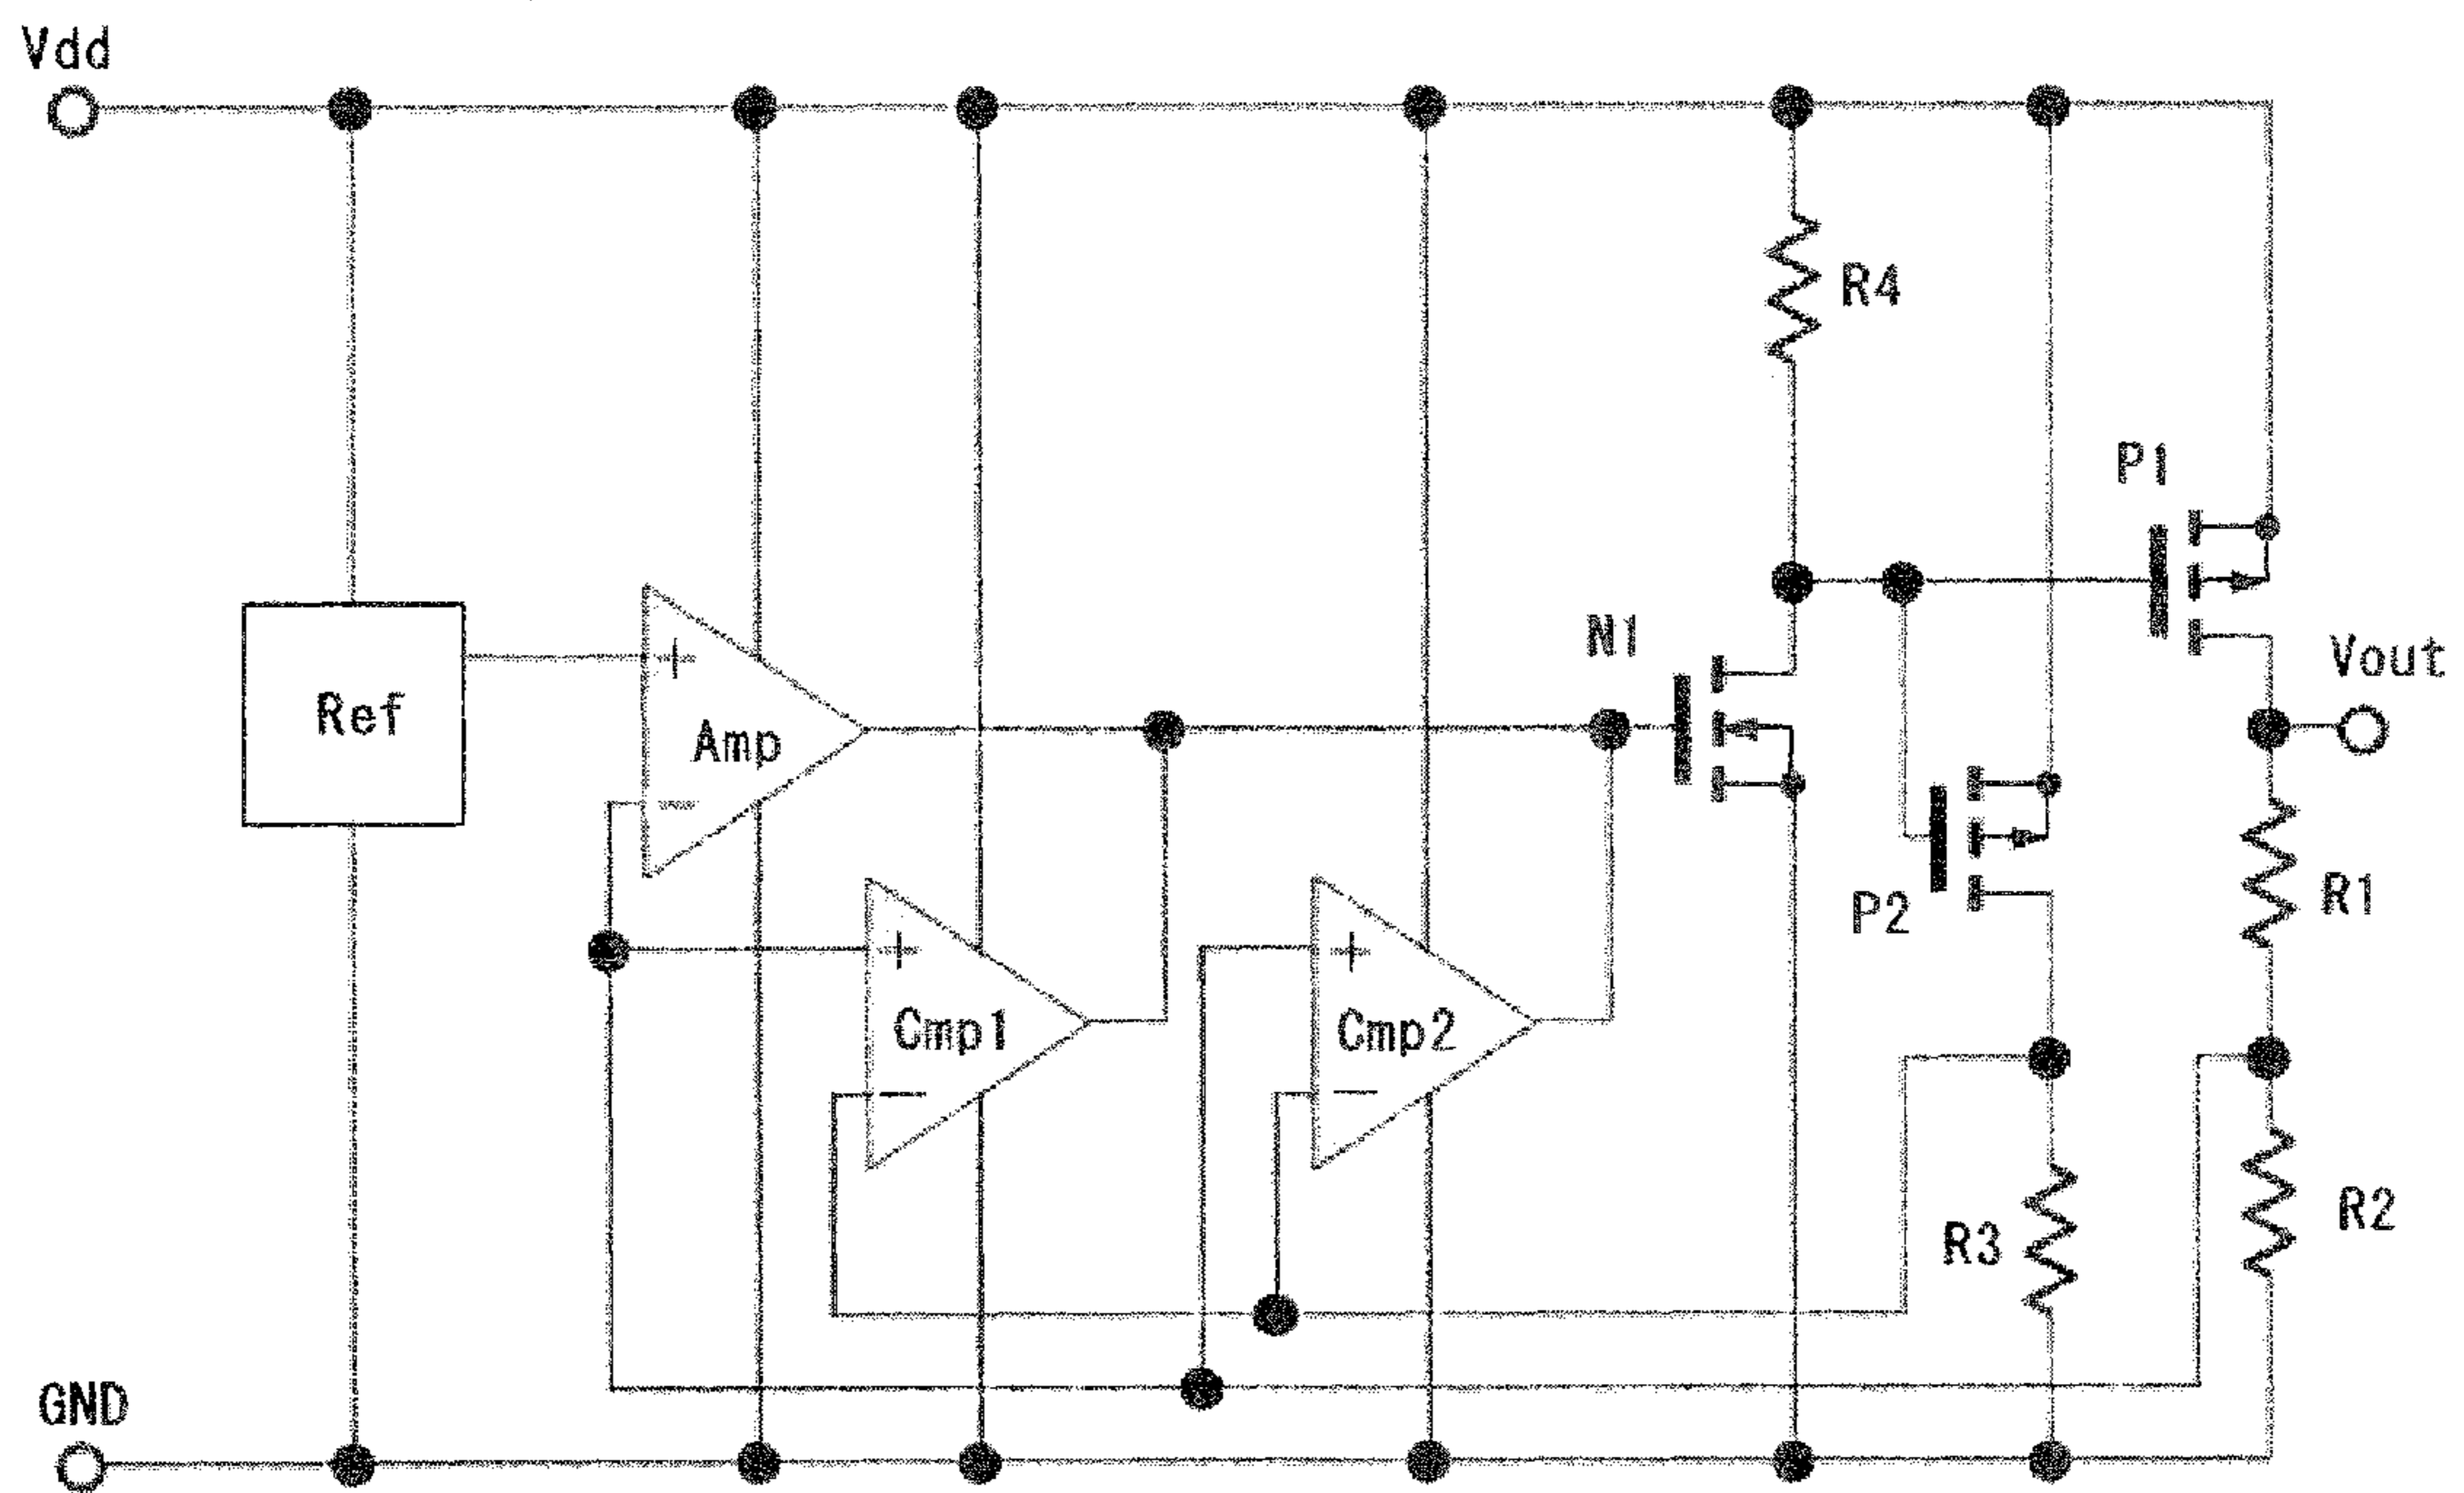 Vdd
R4
P1
N1
Vout
Ref
+
Amp
−
P2
R1
+
+
Cmp1
Cmp2
−
−
R3
R2
GND